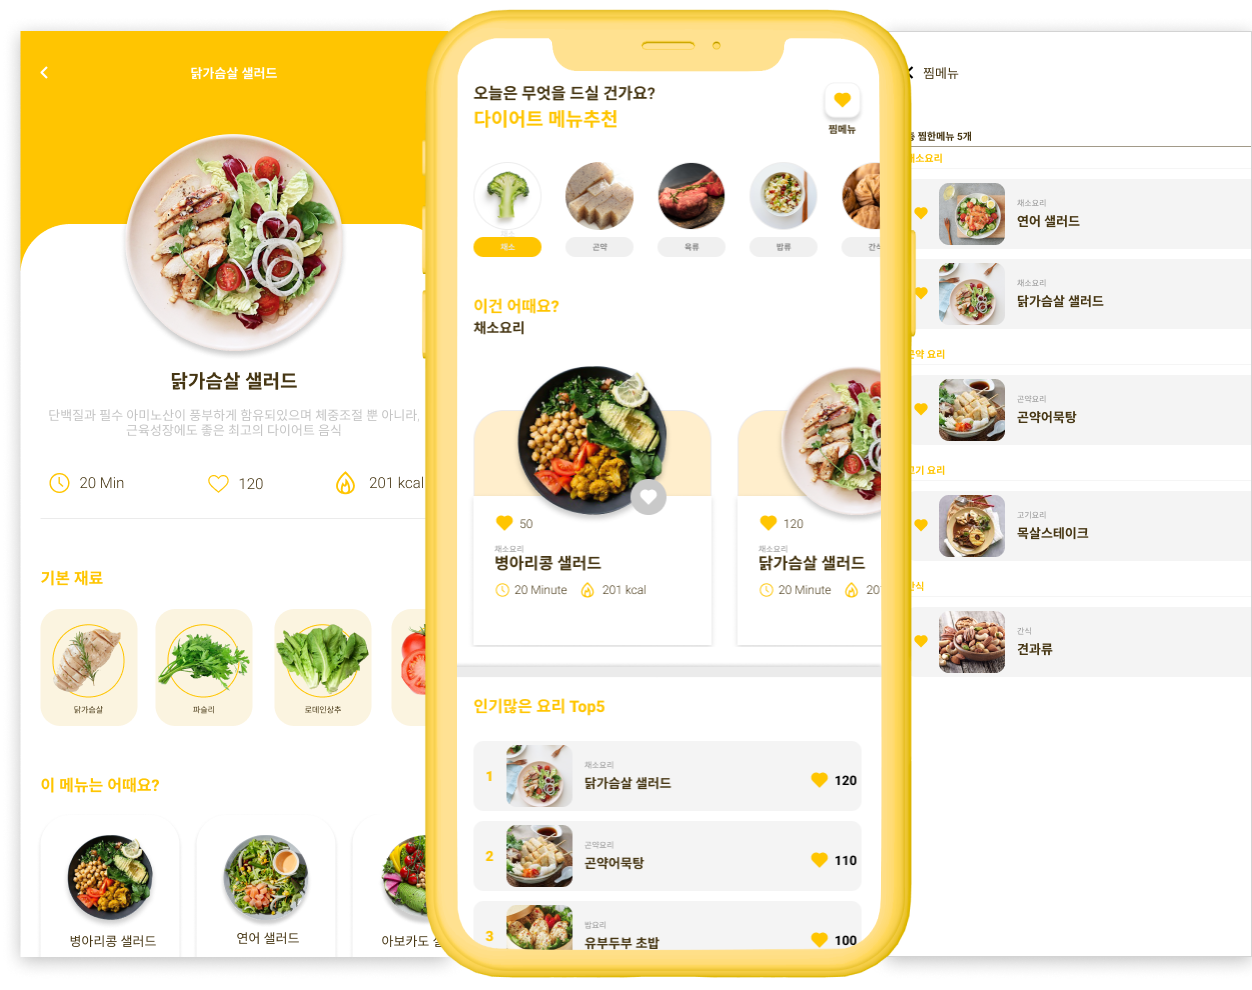 닭가슴살 샐러드
닭가슴살 샐러드
단백질과 필수 아미노산이 풍부하게 함유되있으며 체중조절 뿐 아니라,
근육성장에도 좋은 최고의 다이어트 음식
20 Min
120
201 kcal
기본 재료
닭가슴살
파슬리
로데인상추
이 메뉴는 어때요?
병아리콩 샐러드
연어 샐러드
아보카도
오늘은 무엇을 드실 건가요?
다이어트 메뉴추천
찜메뉴
채소
곤약
육류
밥류
간식
이건 어때요?
채소요리
50
채소요리
병아리콩 샐러드
20 Minute
201 kcal
120
채소요리
닭가슴살 샐러드
20 Minute
20
인기많은 요리 Top5
1
채소요리
닭가슴살 샐러드
120
2
곤약요리
곤약어묵탕
110
3
밥요리
유부두부 초밥
100
찜메뉴
찜한메뉴 5개
채소요리
채소요리
연어 샐러드
채소요리
닭가슴살 샐러드
곤약 요리
곤약요리
곤약어묵탕
고기 요리
고기요리
목살스테이크
간식
간식
견과류